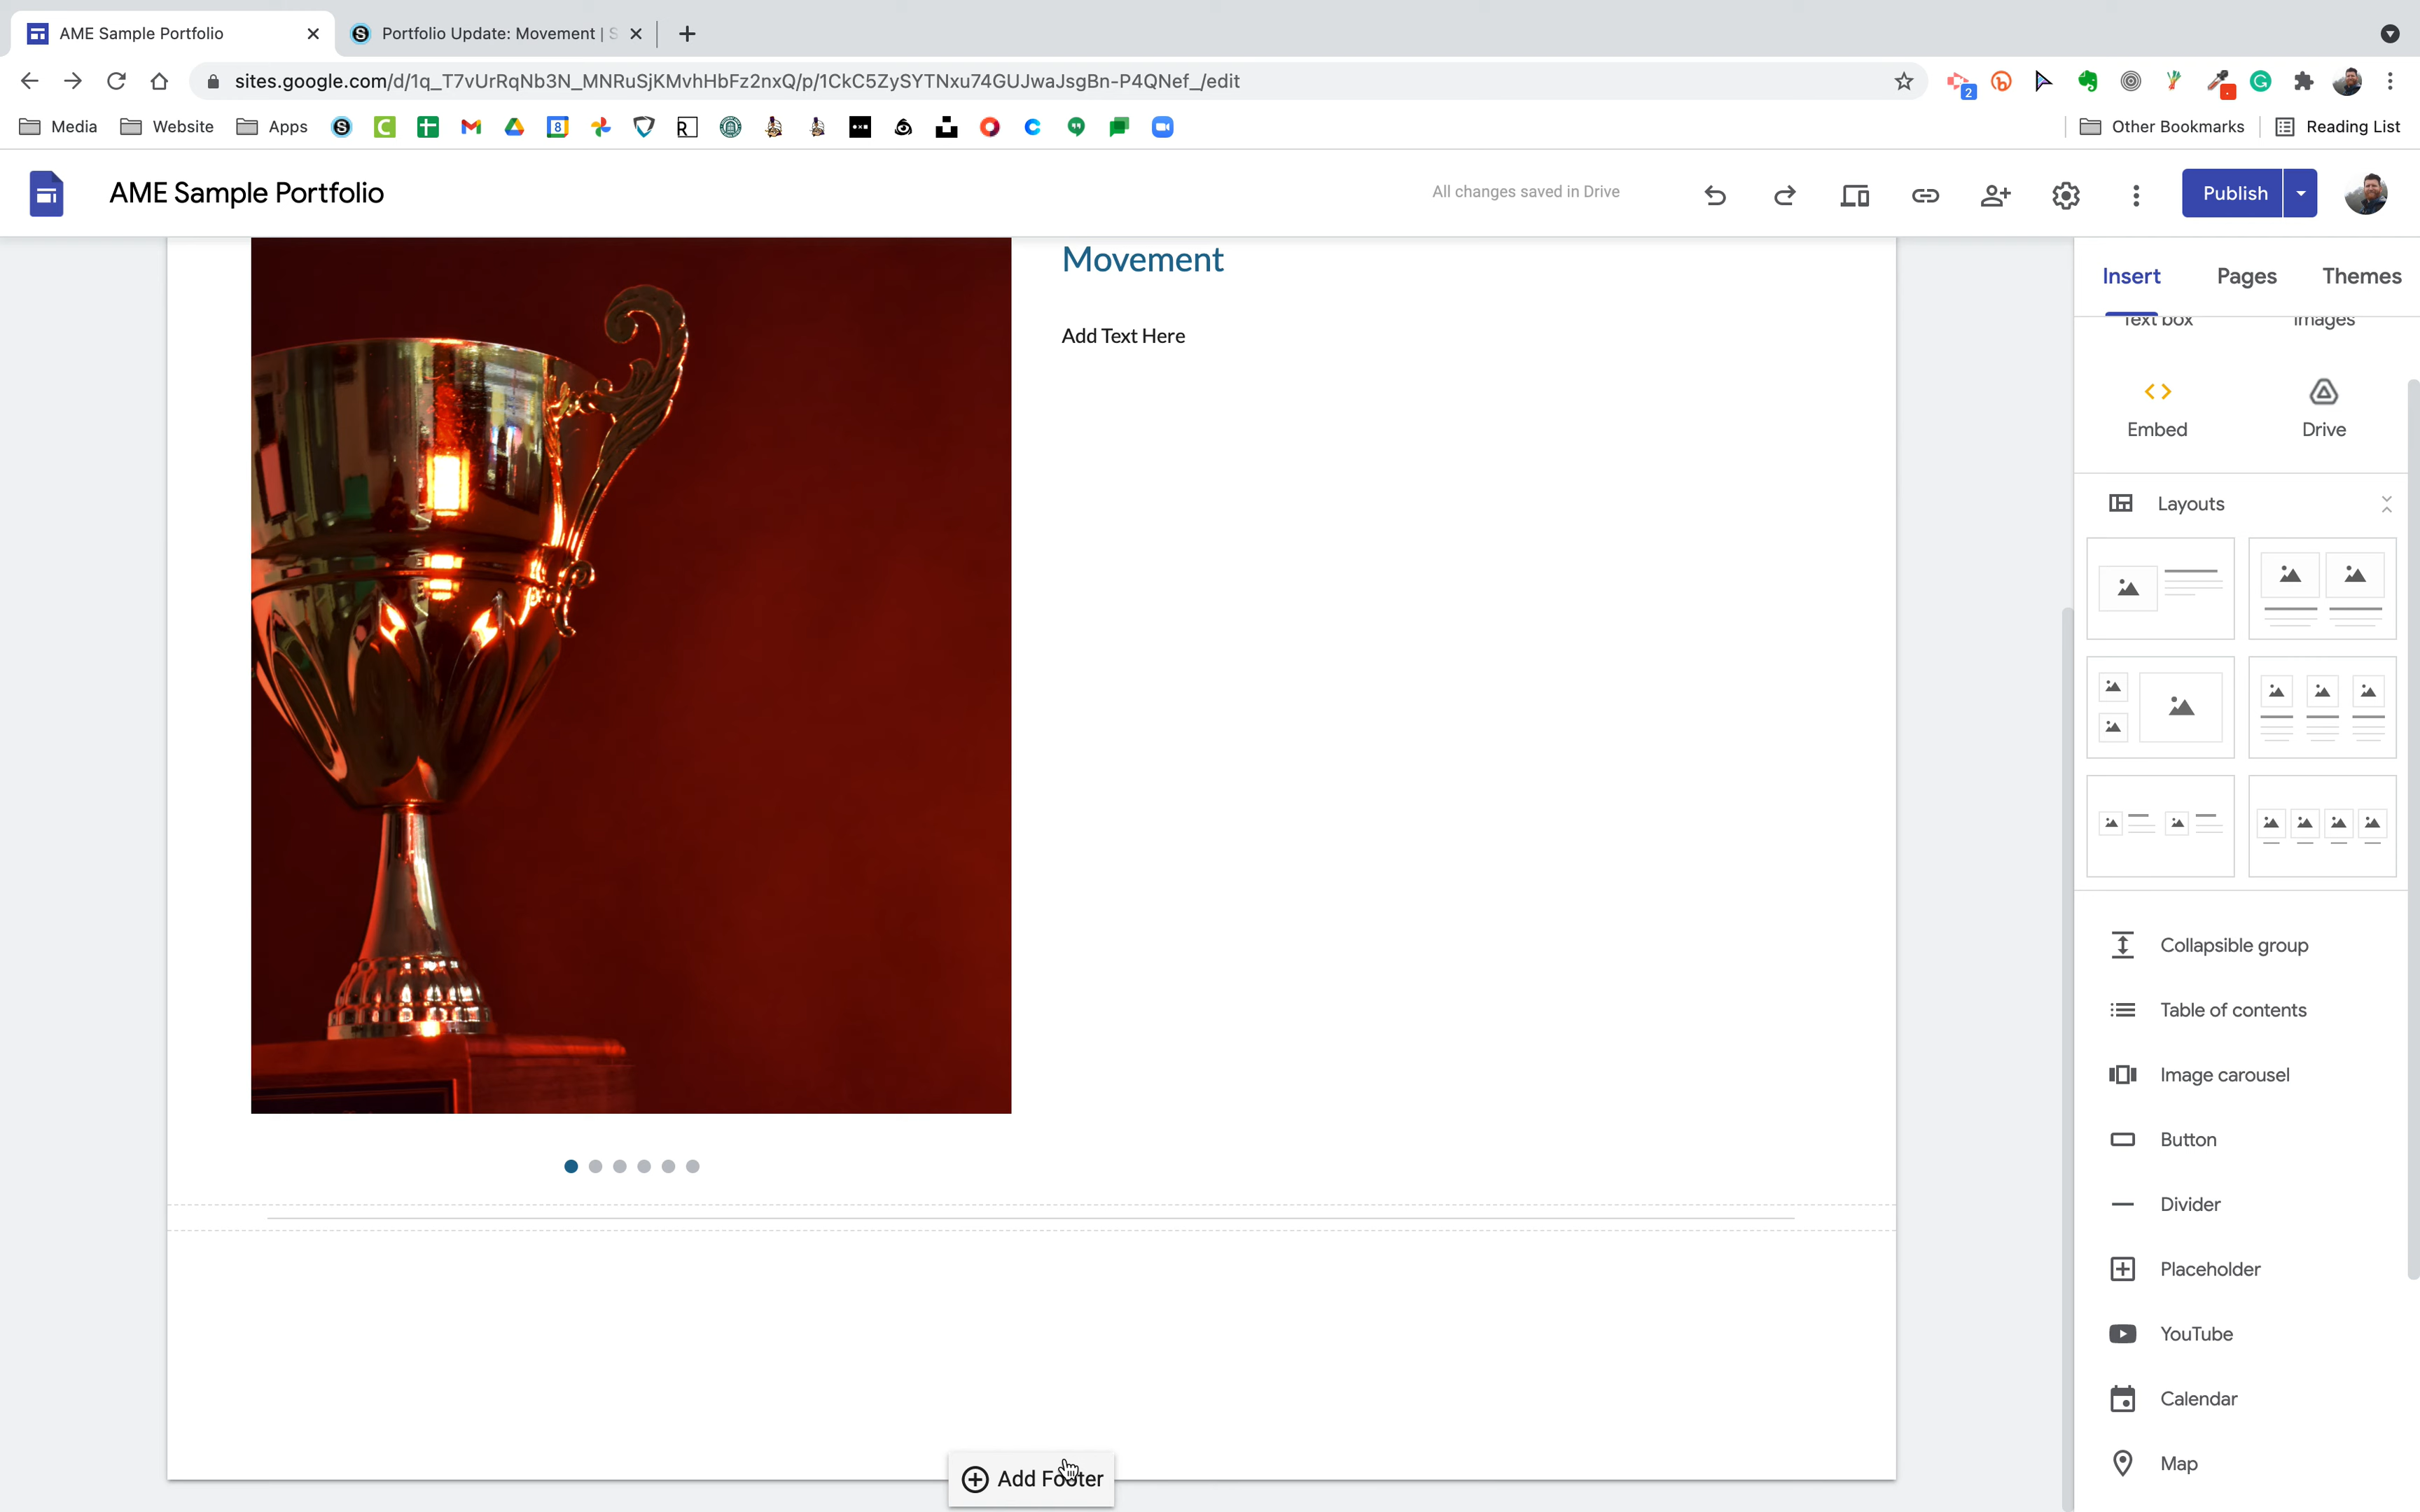 AME Sample Portfolio
Portfolio Update: Movement | S
sites.google.com/d/1q_T7vUrRqNb3N_MNRuSjKMvhHbFz2nxQ/p/1CkC5ZySYTNxu74GUJwaJsgBn-P4QNef_/edit
2
Media
Website
Apps
8
Other Bookmarks
Reading List
AME Sample Portfolio
All changes saved in Drive
Publish
Insert
Pages
Themes
Text box
Images
Movement
Add Text Here
Embed
Drive
Layouts
Collapsible group
Table of contents
Image carousel
Button
Divider
Placeholder
YouTube
Calendar
Map
Add Footer